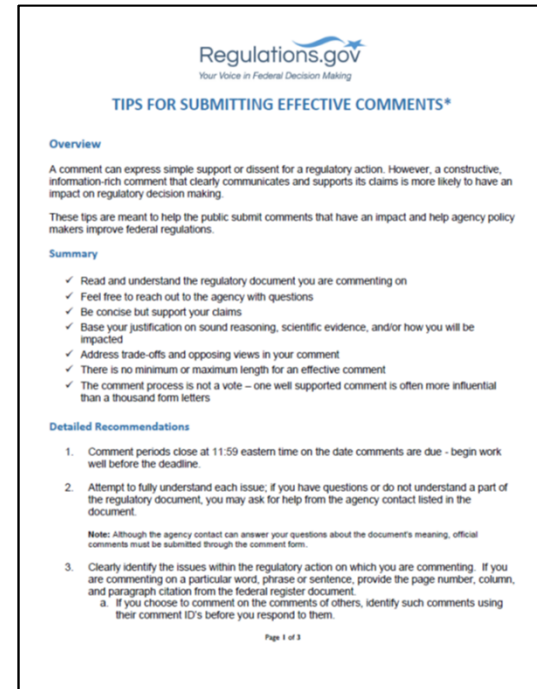 Regulations.gov
Your Voice in Federal Decision Making
TIPS FOR SUBMITTING EFFECTIVE COMMENTS*
Overview
A comment can express simple support or dissent for a regulatory action. However, a constructive,
information-rich comment that clearly communicates and supports its claims is more likely to have an
impact on regulatory decision making.
These tips are meant to help the public submit comments that have an impact and help agency policy
makers improve federal regulations.
Summary
✓ Read and understand the regulatory document you are commenting on
✓ Feel free to reach out to the agency with questions
✓ Be concise but support your claims
✓ Base your justification on sound reasoning, scientific evidence, and/or how you will be
impacted
✓ Address trade-offs and opposing views in your comment
✓ There is no minimum or maximum length for an effective comment
✓ The comment process is not a vote – one well supported comment is often more influential
than a thousand form letters
Detailed Recommendations
1. Comment periods close at 11:59 eastern time on the date comments are due - begin work
well before the deadline.
2. Attempt to fully understand each issue; if you have questions or do not understand a part of
the regulatory document, you may ask for help from the agency contact listed in the
document.
Note: Although the agency contact can answer your questions about the document's meaning, official
comments must be submitted through the comment form.
3. Clearly identify the issues within the regulatory action on which you are commenting. If you
are commenting on a particular word, phrase or sentence, provide the page number, column,
and paragraph citation from the federal register document.
a. If you choose to comment on the comments of others, identify such comments using
their comment ID's before you respond to them.
Page 1 of 3